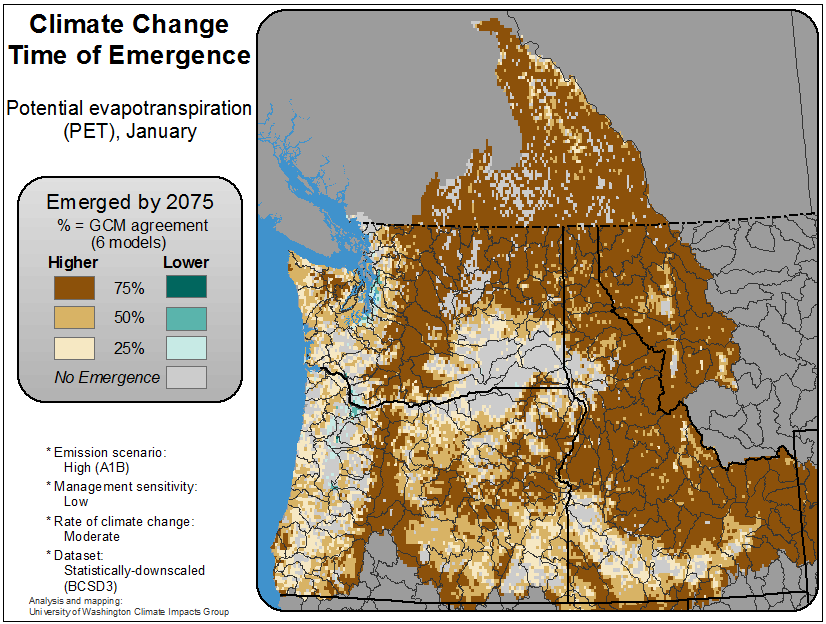 Climate Change
Time of Emergence
Potential evapotranspiration
(PET), January
Emerged by 2075
% = GCM agreement
(6 models)
Higher Lower
75%
50%
25%
No Emergence
* Emission scenario:
High (A1B)
* Management sensitivity:
Low
* Rate of climate change:
Moderate
* Dataset:
Statistically-downscaled
(BCSD3)
Analysis and mapping:
University of Washington Climate Impacts Group